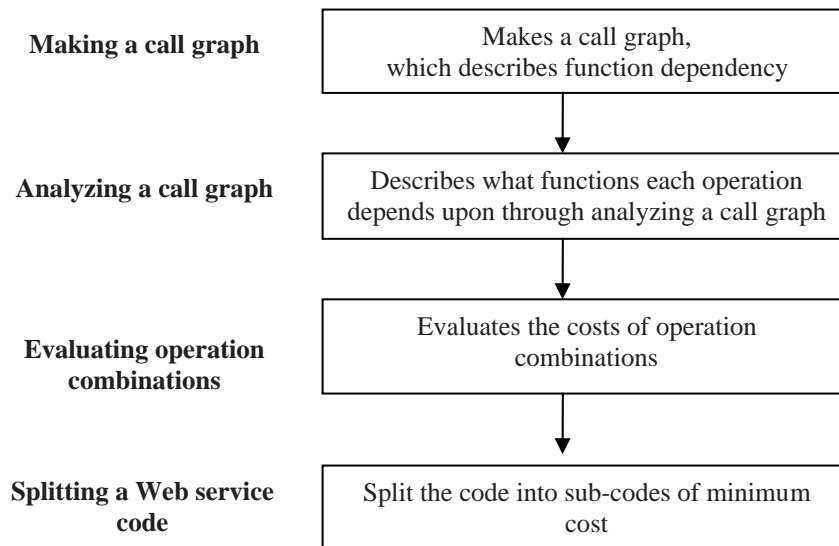 Making a call graph
Makes a call graph,
which describes function dependency
Analyzing a call graph
Describes what functions each operation
depends upon through analyzing a call graph
Evaluating operation
combinations
Evaluates the costs of operation
combinations
Splitting a Web service
code
Split the code into sub-codes of minimum
cost